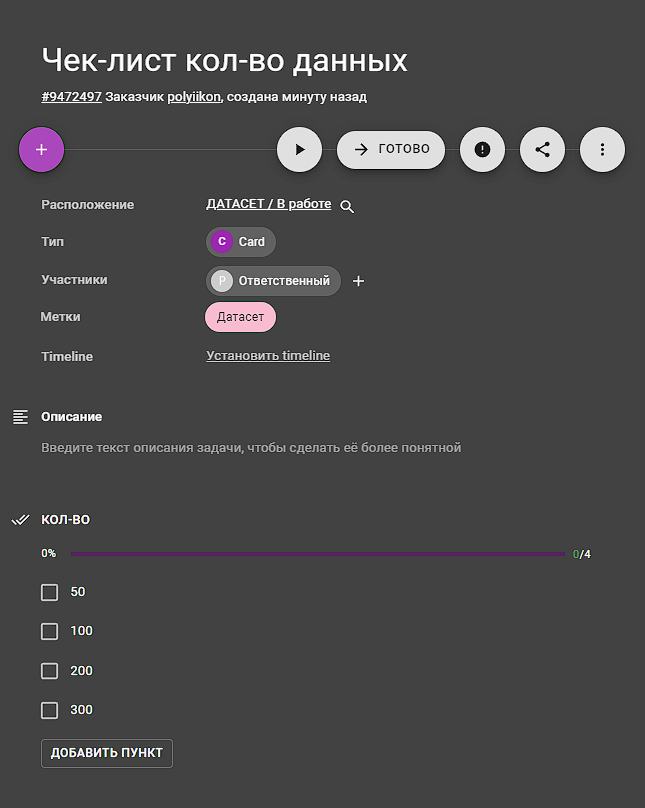 Чек-лист кол-во данных
#9472497 Заказчик polyiikon, создана минуту назад
ГОТОВО
Расположение ДАТАСЕТ / В работе
Тип C Card
Участники P Ответственный
Метки Датасет
Timeline Установить timeline
Описание
Введите текст описания задачи, чтобы сделать её более понятной
КОЛ-ВО
0% 0/4
50
100
200
300
ДОБАВИТЬ ПУНКТ